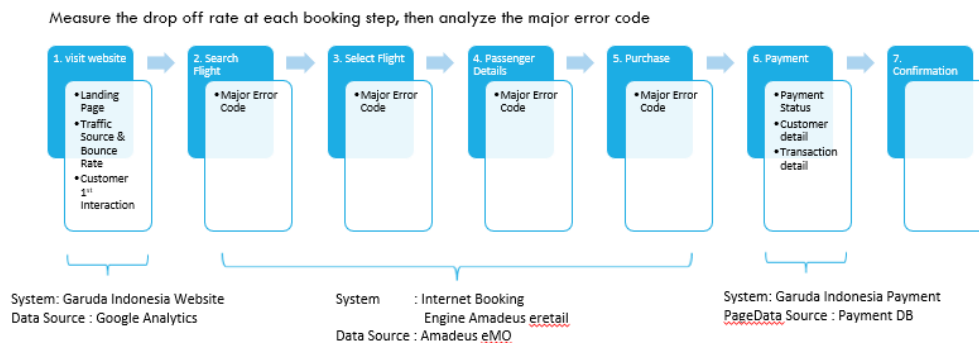 Measure the drop off rate at each booking step, then analyze the major error code
1. visit website
•Landing
Page
•Traffic
Source &
Bounce
Rate
•Customer
1st
Interaction
2. Search
Flight
•Major Error
Code
3. Select Flight
•Major Error
Code
4. Passenger
Details
•Major Error
Code
5. Purchase
•Major Error
Code
6. Payment
•Payment
Status
•Customer
detail
•Transaction
detail
7.
Confirmation
System: Garuda Indonesia Website
Data Source : Google Analytics
System : Internet Booking
Engine Amadeus eretail
Data Source : Amadeus eMO
System: Garuda Indonesia Payment
PageData Source : Payment DB